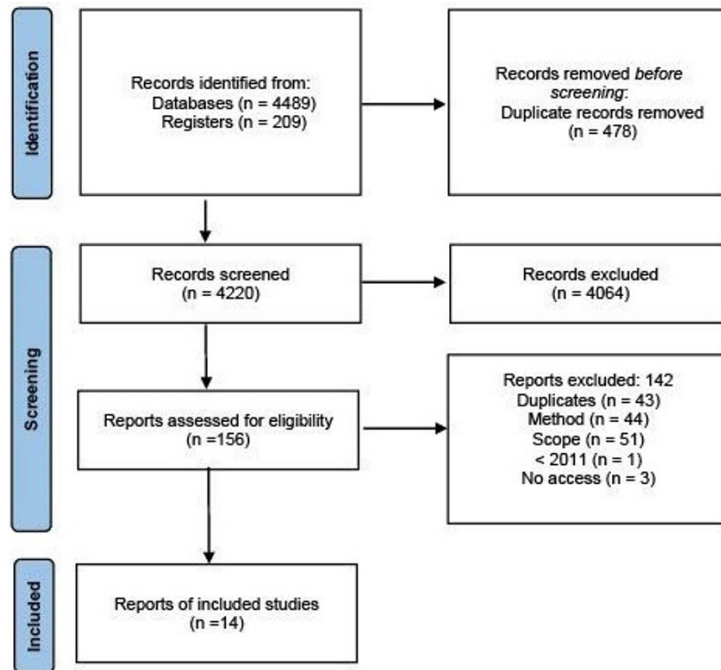 Identification
Records identified from:
Databases (n = 4489)
Registers (n = 209)
Records removed before
screening:
Duplicate records removed
(n = 478)
Screening
Records screened
(n = 4220)
Records excluded
(n = 4064)
Reports assessed for eligibility
(n =156)
Reports excluded: 142
Duplicates (n = 43)
Method (n = 44)
Scope (n = 51)
< 2011 (n = 1)
No access (n = 3)
Included
Reports of included studies
(n =14)